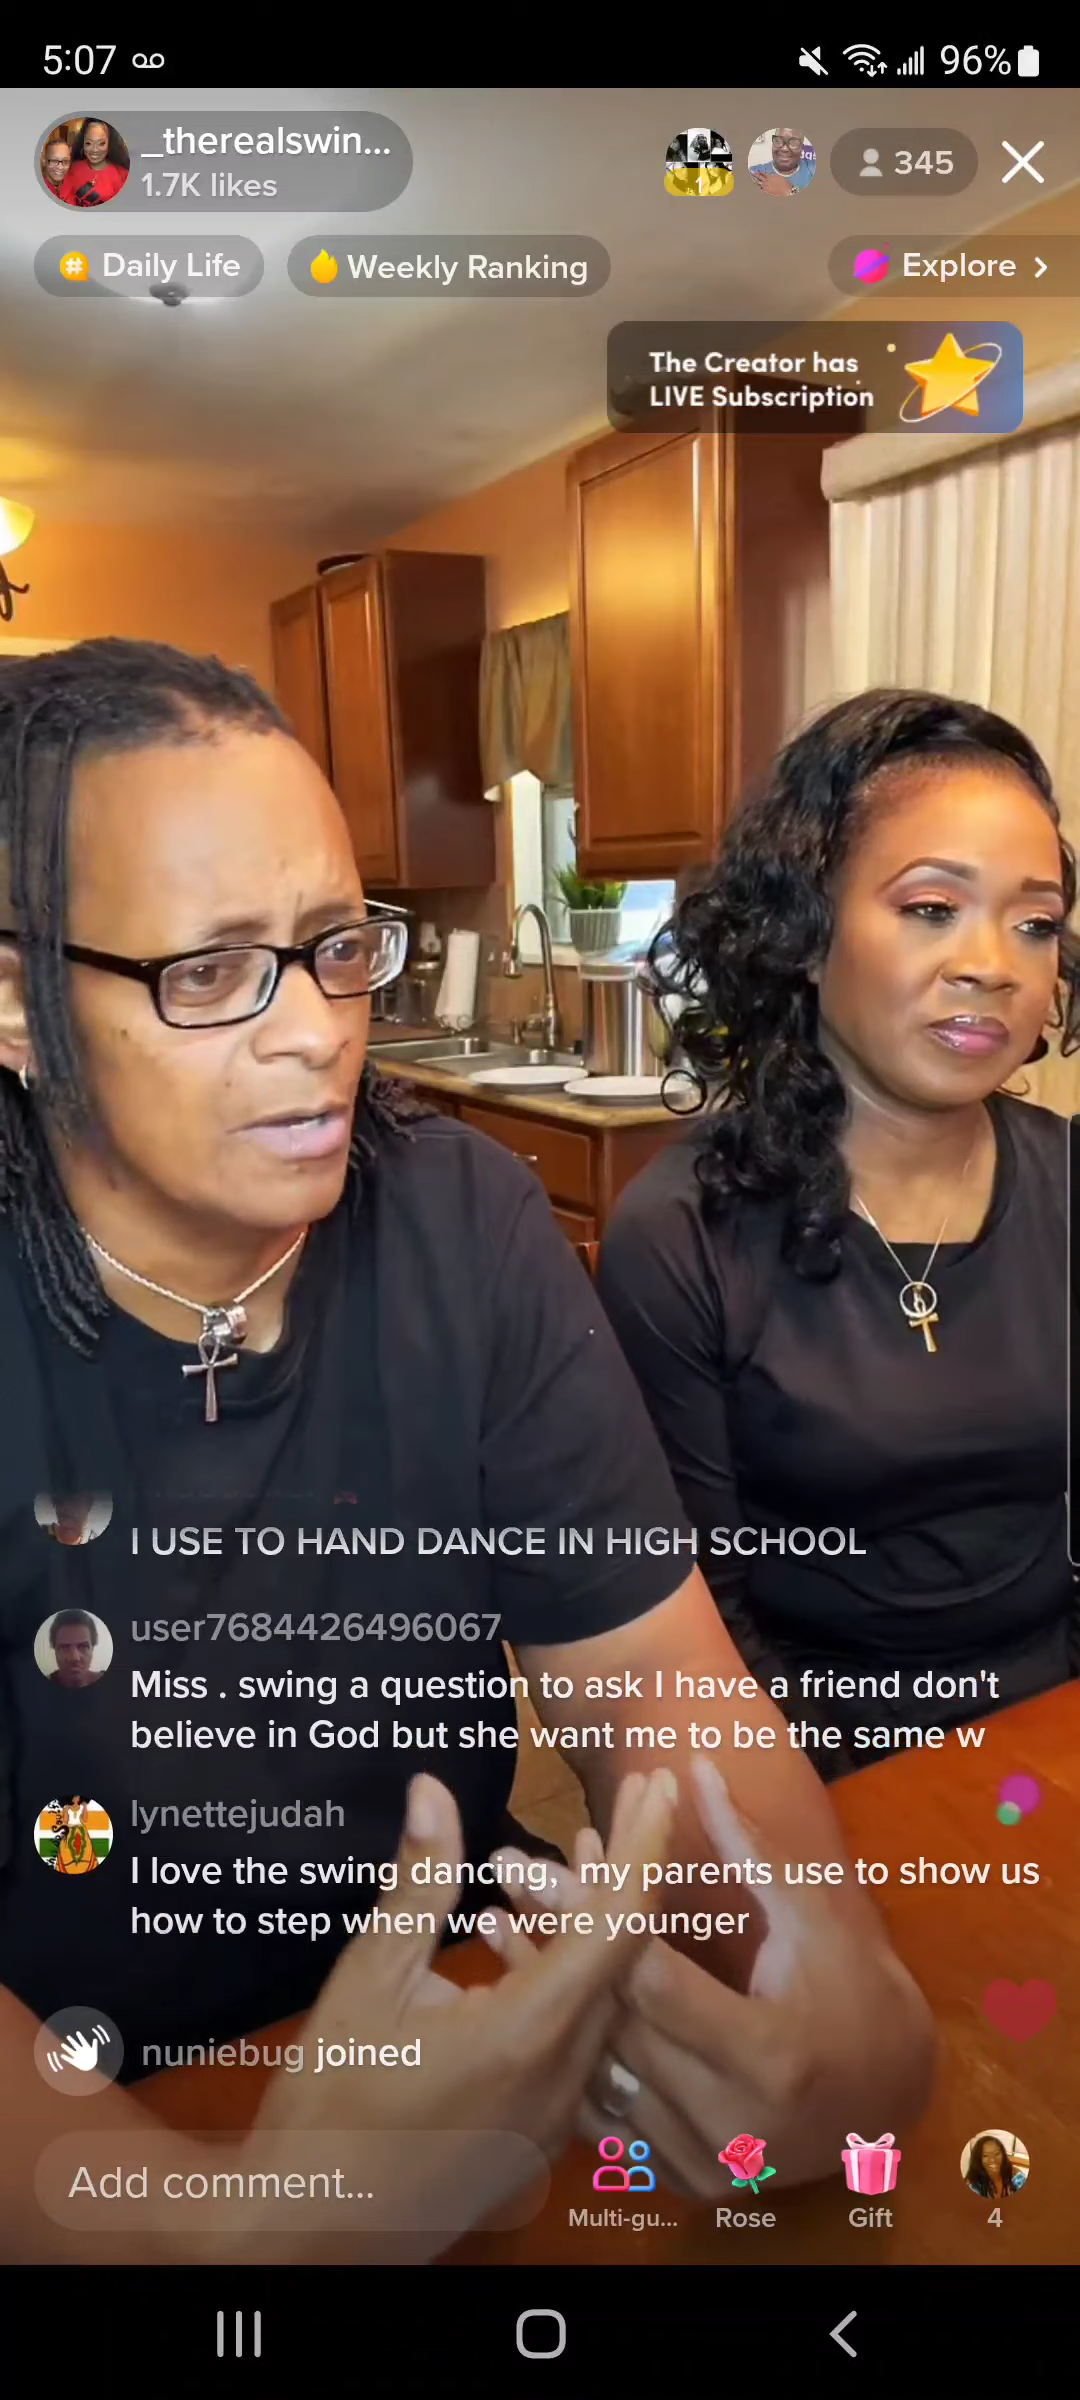 5:07
96%
_therealswin...
1.7K likes
1
345
Daily Life
Weekly Ranking
Explore
The Creator has
LIVE Subscription
I USE TO HAND DANCE IN HIGH SCHOOL
user7684426496067
Miss . swing a question to ask I have a friend don't
believe in God but she want me to be the same w
lynettejudah
I love the swing dancing,  my parents use to show us
how to step when we were younger
nuniebug joined
Add comment...
Multi-gu...
Rose
Gift
4